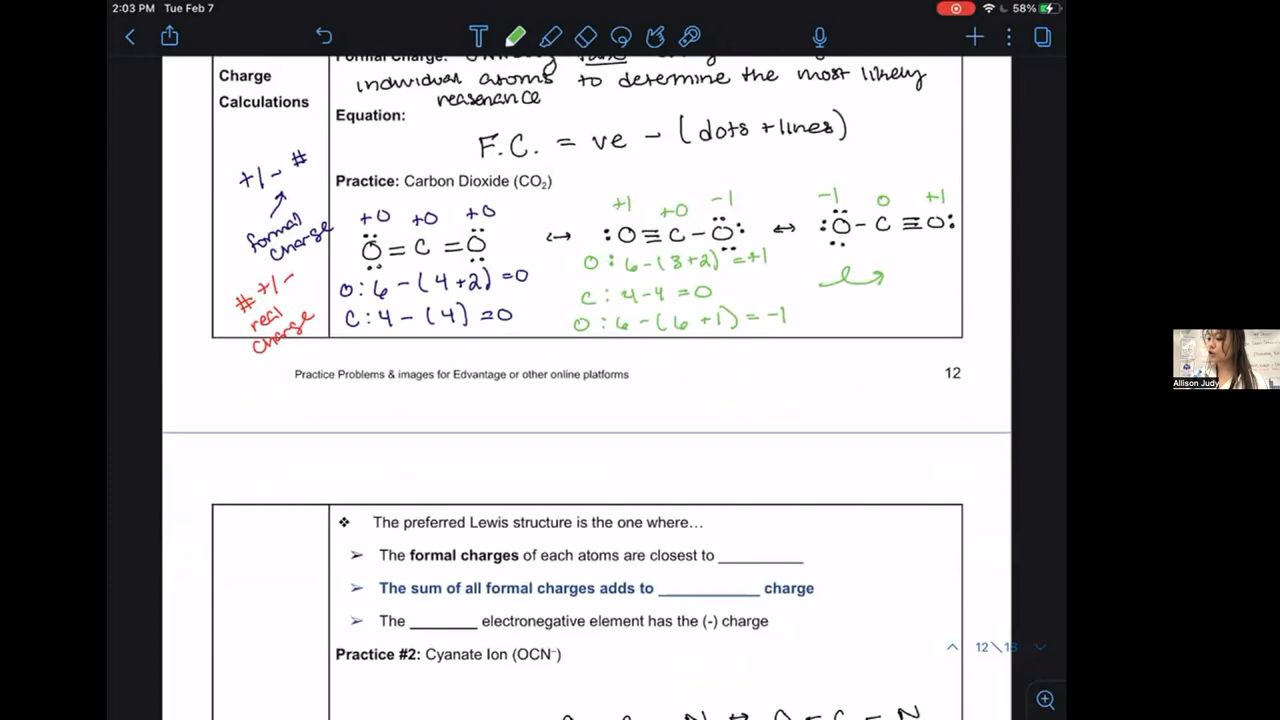 2:03 PM Tue Feb 7
58%
Charge
Calculations
individual atoms to determine the most likely
resonance
Equation:
F.C. = ve - (dots + lines)
Practice: Carbon Dioxide (CO₂)
+/- #
formal
charge
# +/-
real
charge
+0 +0 +0
O = C = O
O : 6 - (4+2) = 0
C : 4 - (4) = 0
↔
+1 +0 -1
:O ≡ C - O:
O : 6 - (3+2) = +1
C : 4-4 = 0
O : 6 - (6+1) = -1
↔
-1 0 +1
:O - C ≡ O:
Practice Problems & images for Edvantage or other online platforms
12
❖ The preferred Lewis structure is the one where…
➢ The formal charges of each atoms are closest to __________
➢ The sum of all formal charges adds to ____________ charge
➢ The ________ electronegative element has the (-) charge
Practice #2: Cyanate Ion (OCN⁻)
12\18
Allison Judy